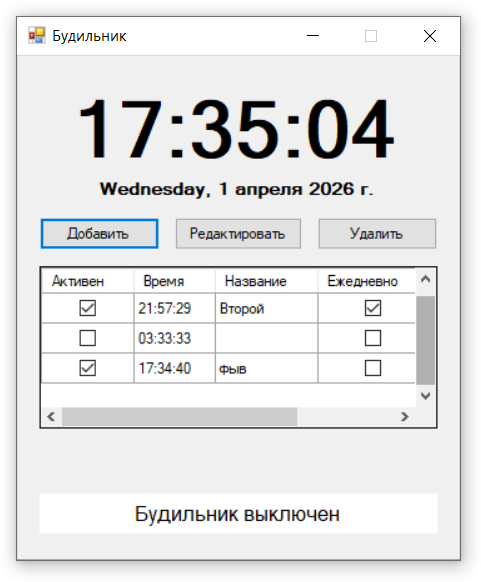 Будильник
17:35:04
Wednesday, 1 апреля 2026 г.
Добавить Редактировать Удалить
Активен Время Название Ежедневно
21:57:29 Второй
03:33:33
17:34:40 фыв
Будильник выключен